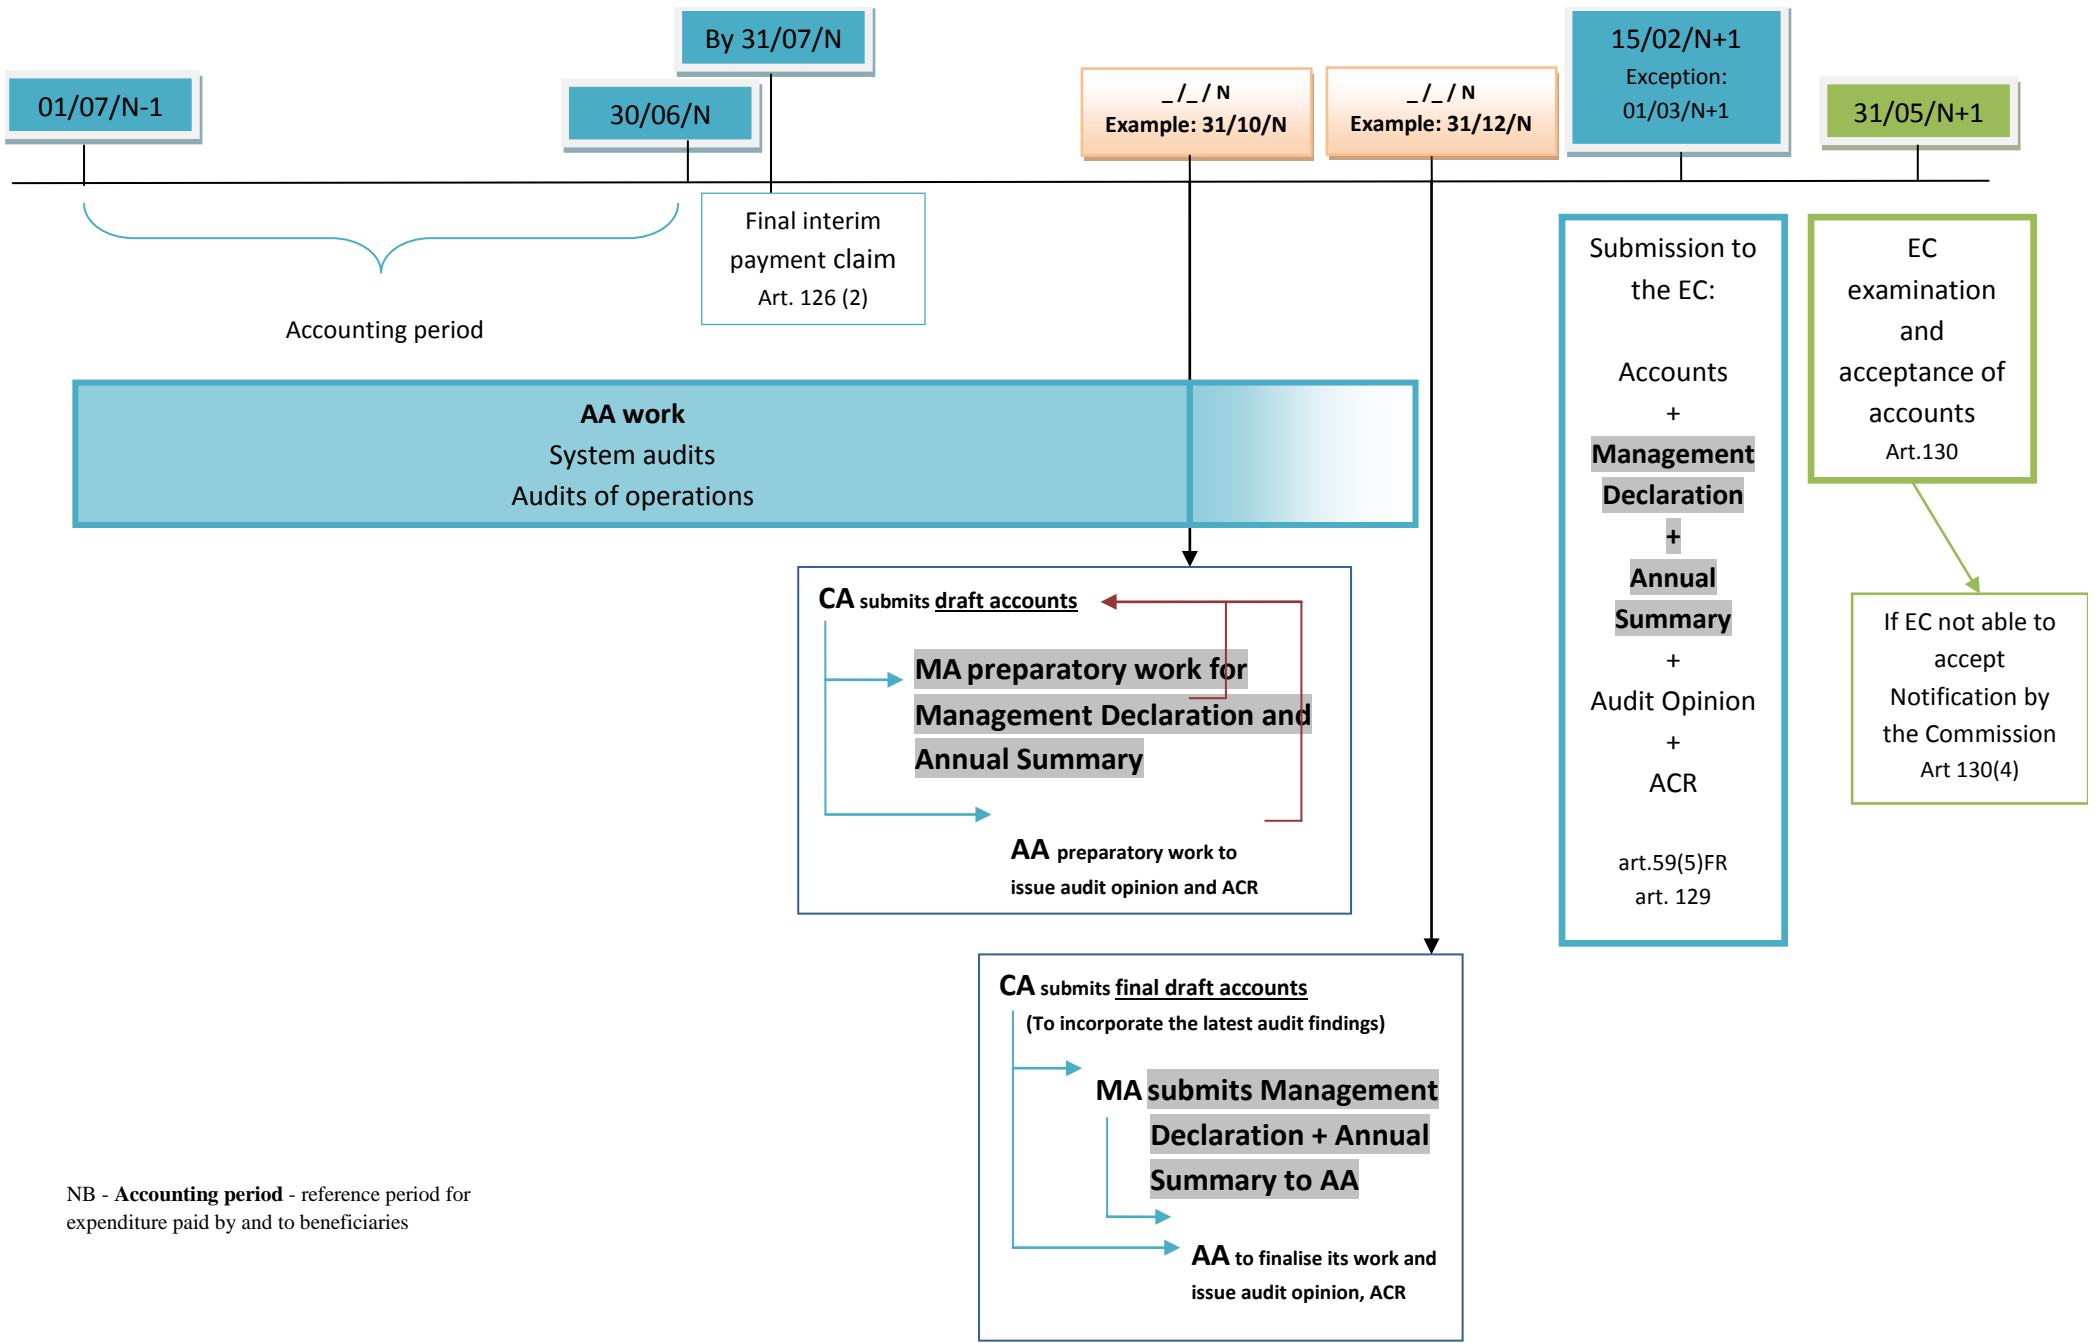 01/07/N-1
30/06/N
By 31/07/N
_ /_ / N
Example: 31/10/N
_ /_ / N
Example: 31/12/N
15/02/N+1
Exception:
01/03/N+1
31/05/N+1
Accounting period
Final interim
payment claim
Art. 126 (2)
AA work
System audits
Audits of operations
CA submits draft accounts
MA preparatory work for
Management Declaration and
Annual Summary
AA preparatory work to
issue audit opinion and ACR
CA submits final draft accounts
(To incorporate the latest audit findings)
MA submits Management
Declaration + Annual
Summary to AA
AA to finalise its work and
issue audit opinion, ACR
Submission to
the EC:
Accounts
+
Management
Declaration
+
Annual
Summary
+
Audit Opinion
+
ACR
art.59(5)FR
art. 129
EC
examination
and
acceptance of
accounts
Art.130
If EC not able to
accept
Notification by
the Commission
Art 130(4)
NB - Accounting period - reference period for
expenditure paid by and to beneficiaries